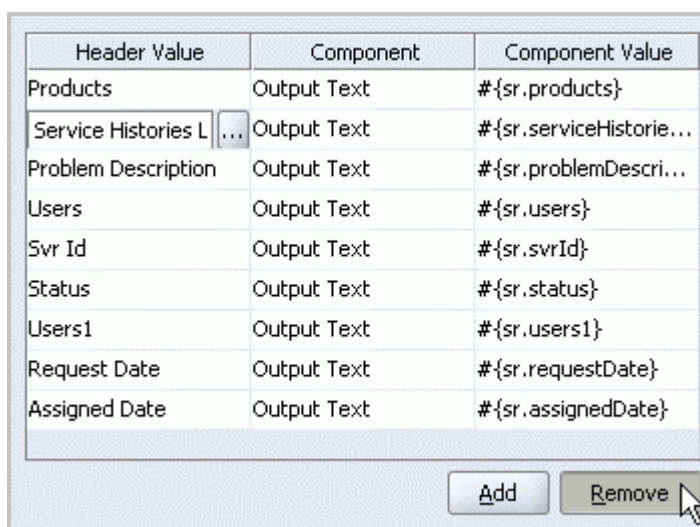 Header Value Component Component Value
Products Output Text #{sr.products}
Service Histories L ... Output Text #{sr.serviceHistorie...
Problem Description Output Text #{sr.problemDescri...
Users Output Text #{sr.users}
Svr Id Output Text #{sr.svrId}
Status Output Text #{sr.status}
Users1 Output Text #{sr.users1}
Request Date Output Text #{sr.requestDate}
Assigned Date Output Text #{sr.assignedDate}
Add Remove